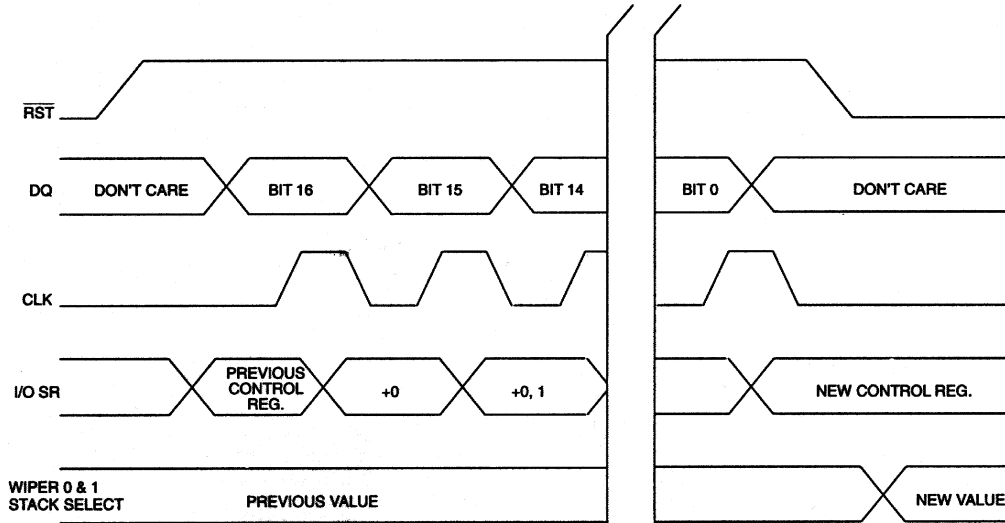 RST
DQ DON'T CARE BIT 16 BIT 15 BIT 14 BIT 0 DON'T CARE
CLK
I/O SR PREVIOUS CONTROL REG. +0 +0, 1 NEW CONTROL REG.
WIPER 0 & 1
STACK SELECT PREVIOUS VALUE NEW VALUE